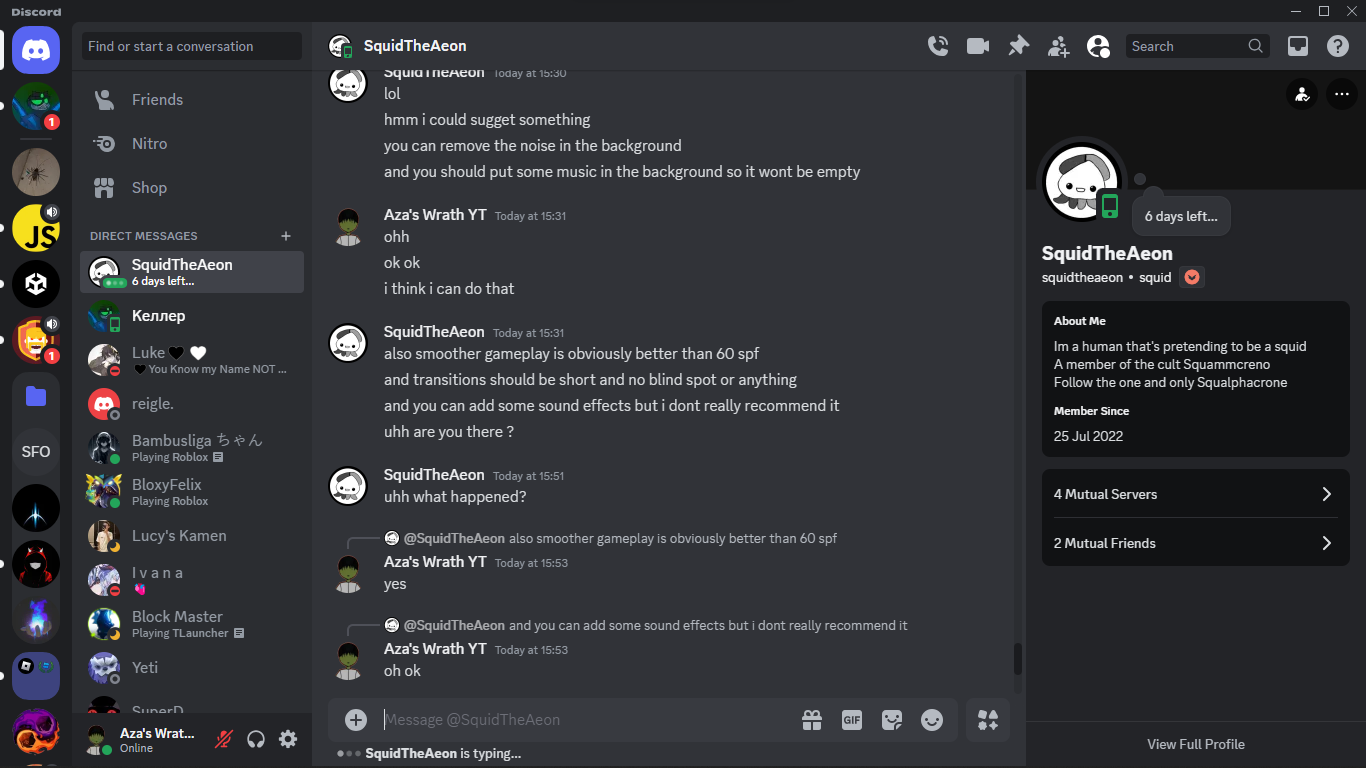 Discord
Find or start a conversation
Friends
Nitro
Shop
DIRECT MESSAGES
SquidTheAeon
6 days left...
Келлер
Luke
You Know my Name NOT ...
reigle.
Bambusliga ちゃん
Playing Roblox
BloxyFelix
Playing Roblox
Lucy's Kamen
I v a n a
Block Master
Playing TLauncher
Yeti
SuperD
Aza's Wrat...
Online
1
JS
1
SFO
SquidTheAeon
Search
SquidTheAeon Today at 15:30
lol
hmm i could sugget something
you can remove the noise in the background
and you should put some music in the background so it wont be empty
Aza's Wrath YT Today at 15:31
ohh
ok ok
i think i can do that
SquidTheAeon Today at 15:31
also smoother gameplay is obviously better than 60 spf
and transitions should be short and no blind spot or anything
and you can add some sound effects but i dont really recommend it
uhh are you there ?
SquidTheAeon Today at 15:51
uhh what happened?
@SquidTheAeon also smoother gameplay is obviously better than 60 spf
Aza's Wrath YT Today at 15:53
yes
@SquidTheAeon and you can add some sound effects but i dont really recommend it
Aza's Wrath YT Today at 15:53
oh ok
Message @SquidTheAeon
GIF
SquidTheAeon is typing...
6 days left...
SquidTheAeon
squidtheaeon • squid
About Me
Im a human that's pretending to be a squid
A member of the cult Squammcreno
Follow the one and only Squalphacrone
Member Since
25 Jul 2022
4 Mutual Servers
2 Mutual Friends
View Full Profile